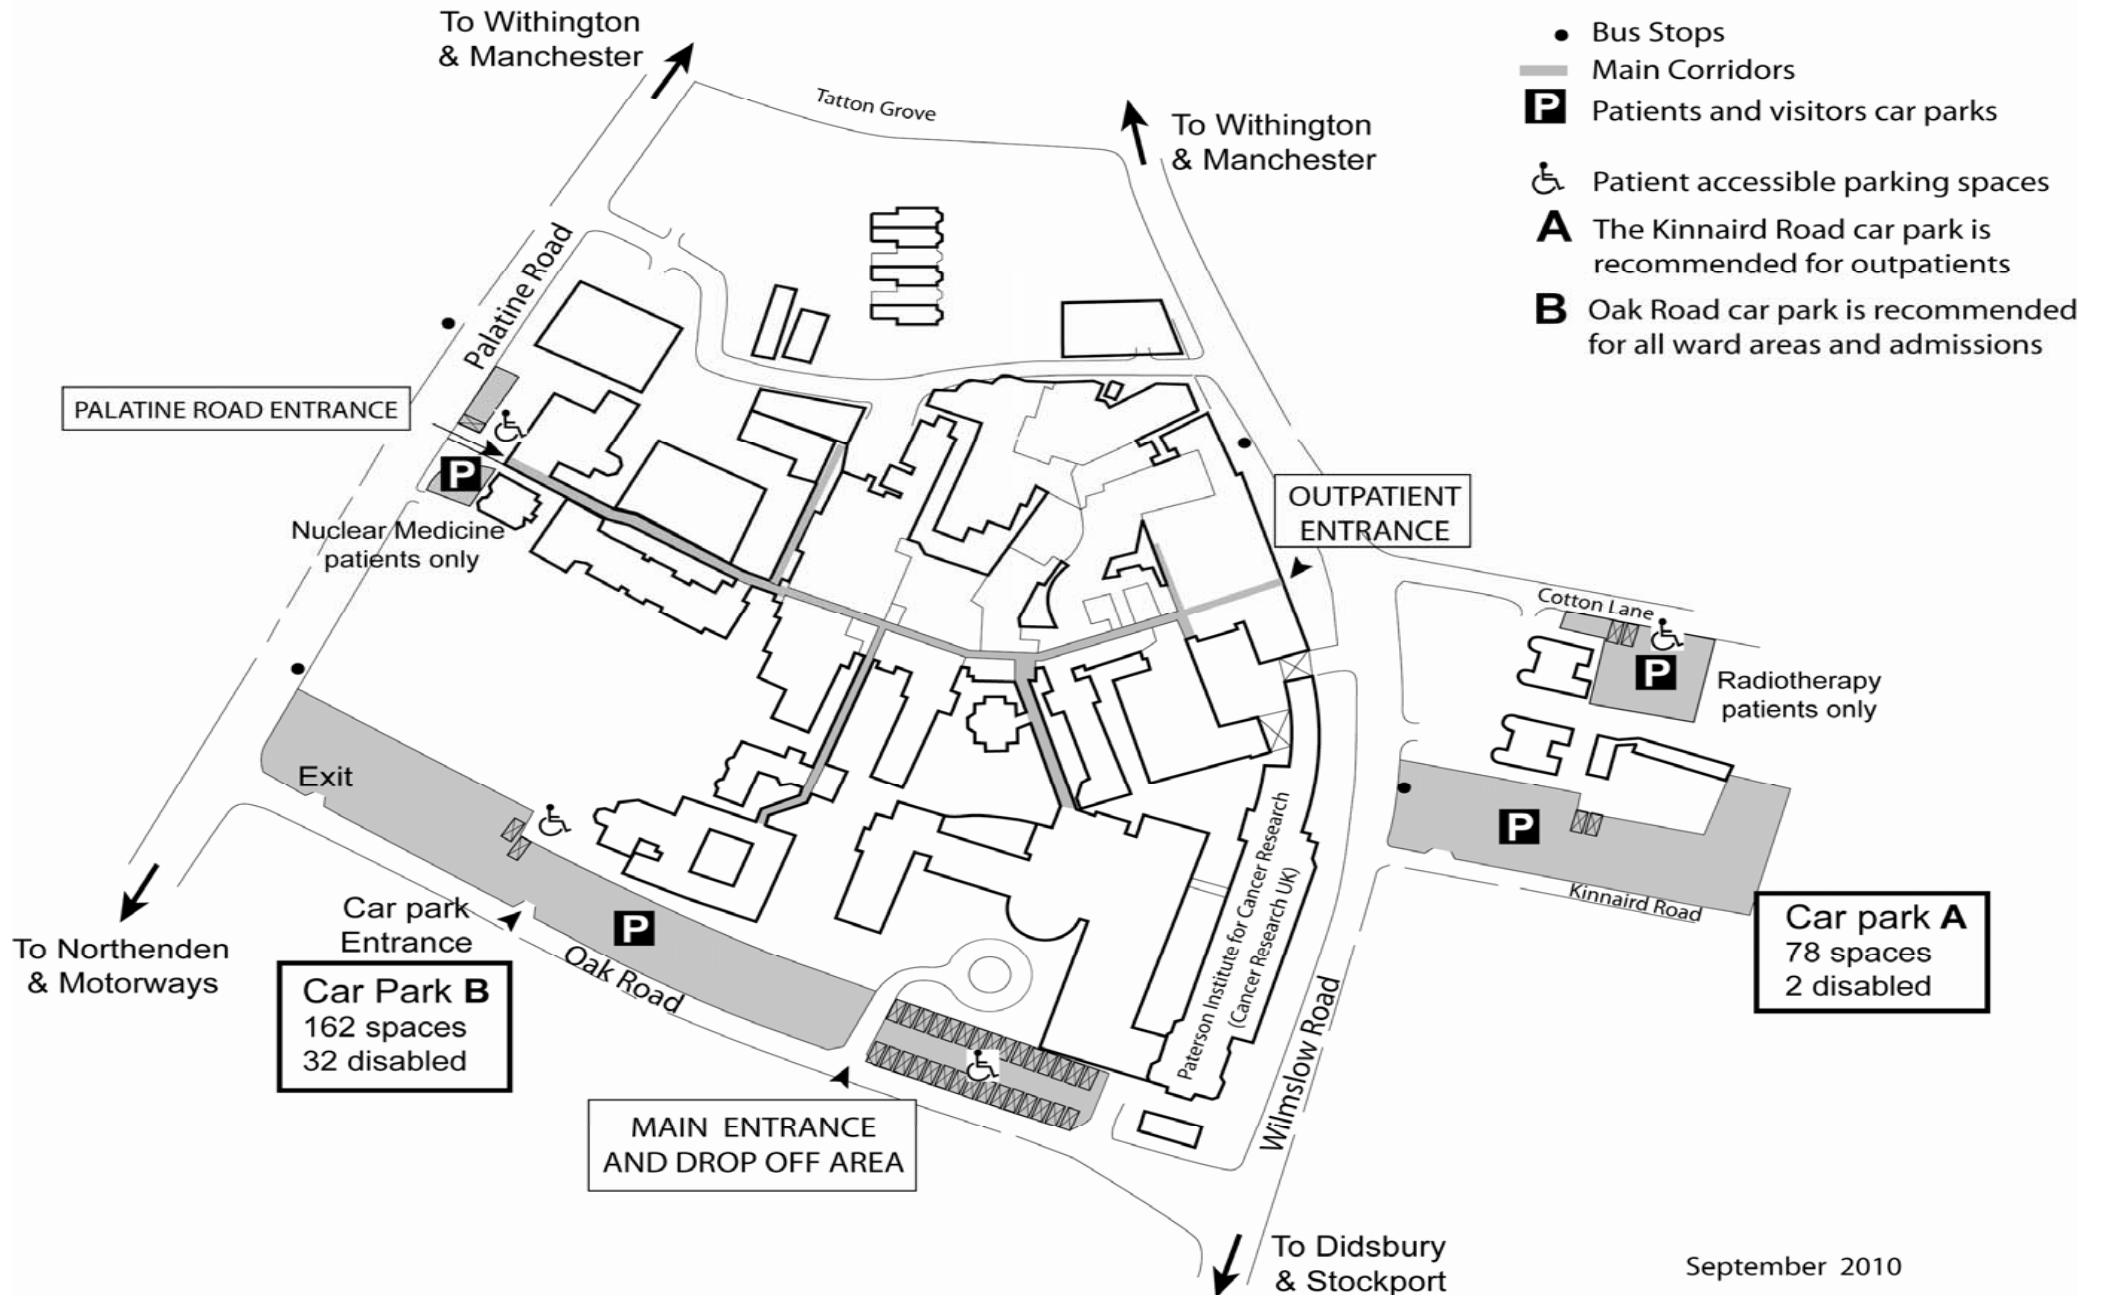 To Withington
& Manchester
Tatton Grove
To Withington
& Manchester
Bus Stops
Main Corridors
P
Patients and visitors car parks
Patient accessible parking spaces
A
The Kinnaird Road car park is
recommended for outpatients
B
Oak Road car park is recommended
for all ward areas and admissions
Palatine Road
PALATINE ROAD ENTRANCE
P
Nuclear Medicine
patients only
OUTPATIENT
ENTRANCE
Cotton Lane
P
Radiotherapy
patients only
Exit
P
Kinnaird Road
Car park A
78 spaces
2 disabled
Car park
Entrance
P
Oak Road
Car Park B
162 spaces
32 disabled
To Northenden
& Motorways
Paterson Institute for Cancer Research
(Cancer Research UK)
Wilmslow Road
MAIN ENTRANCE
AND DROP OFF AREA
To Didsbury
& Stockport
September 2010